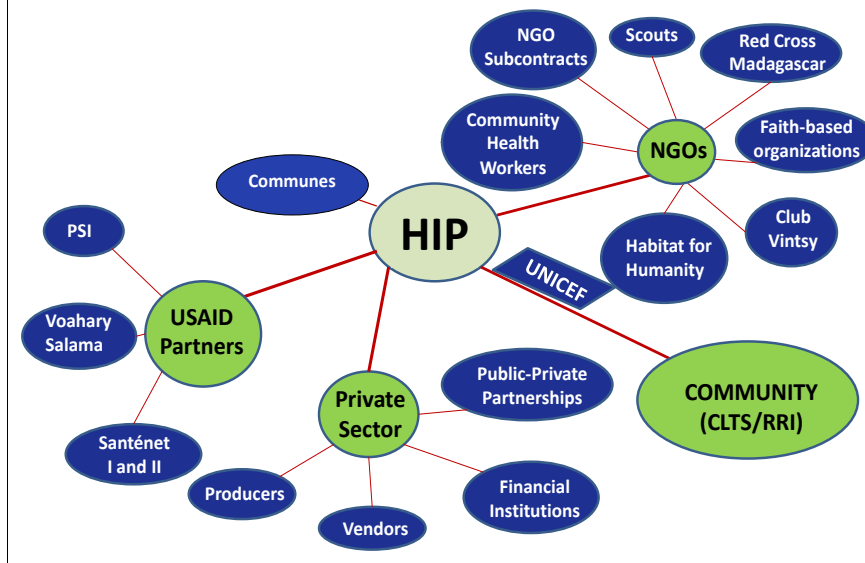 NGO
Subcontracts
Scouts
Red Cross
Madagascar
Community
Health
Workers
NGOs
Faith-based
organizations
Communes
HIP
Club
Vintsy
Habitat for
Humanity
UNICEF
PSI
USAID
Partners
Voahary
Salama
Santénet
I and II
Private
Sector
Public-Private
Partnerships
COMMUNITY
(CLTS/RRI)
Producers
Vendors
Financial
Institutions